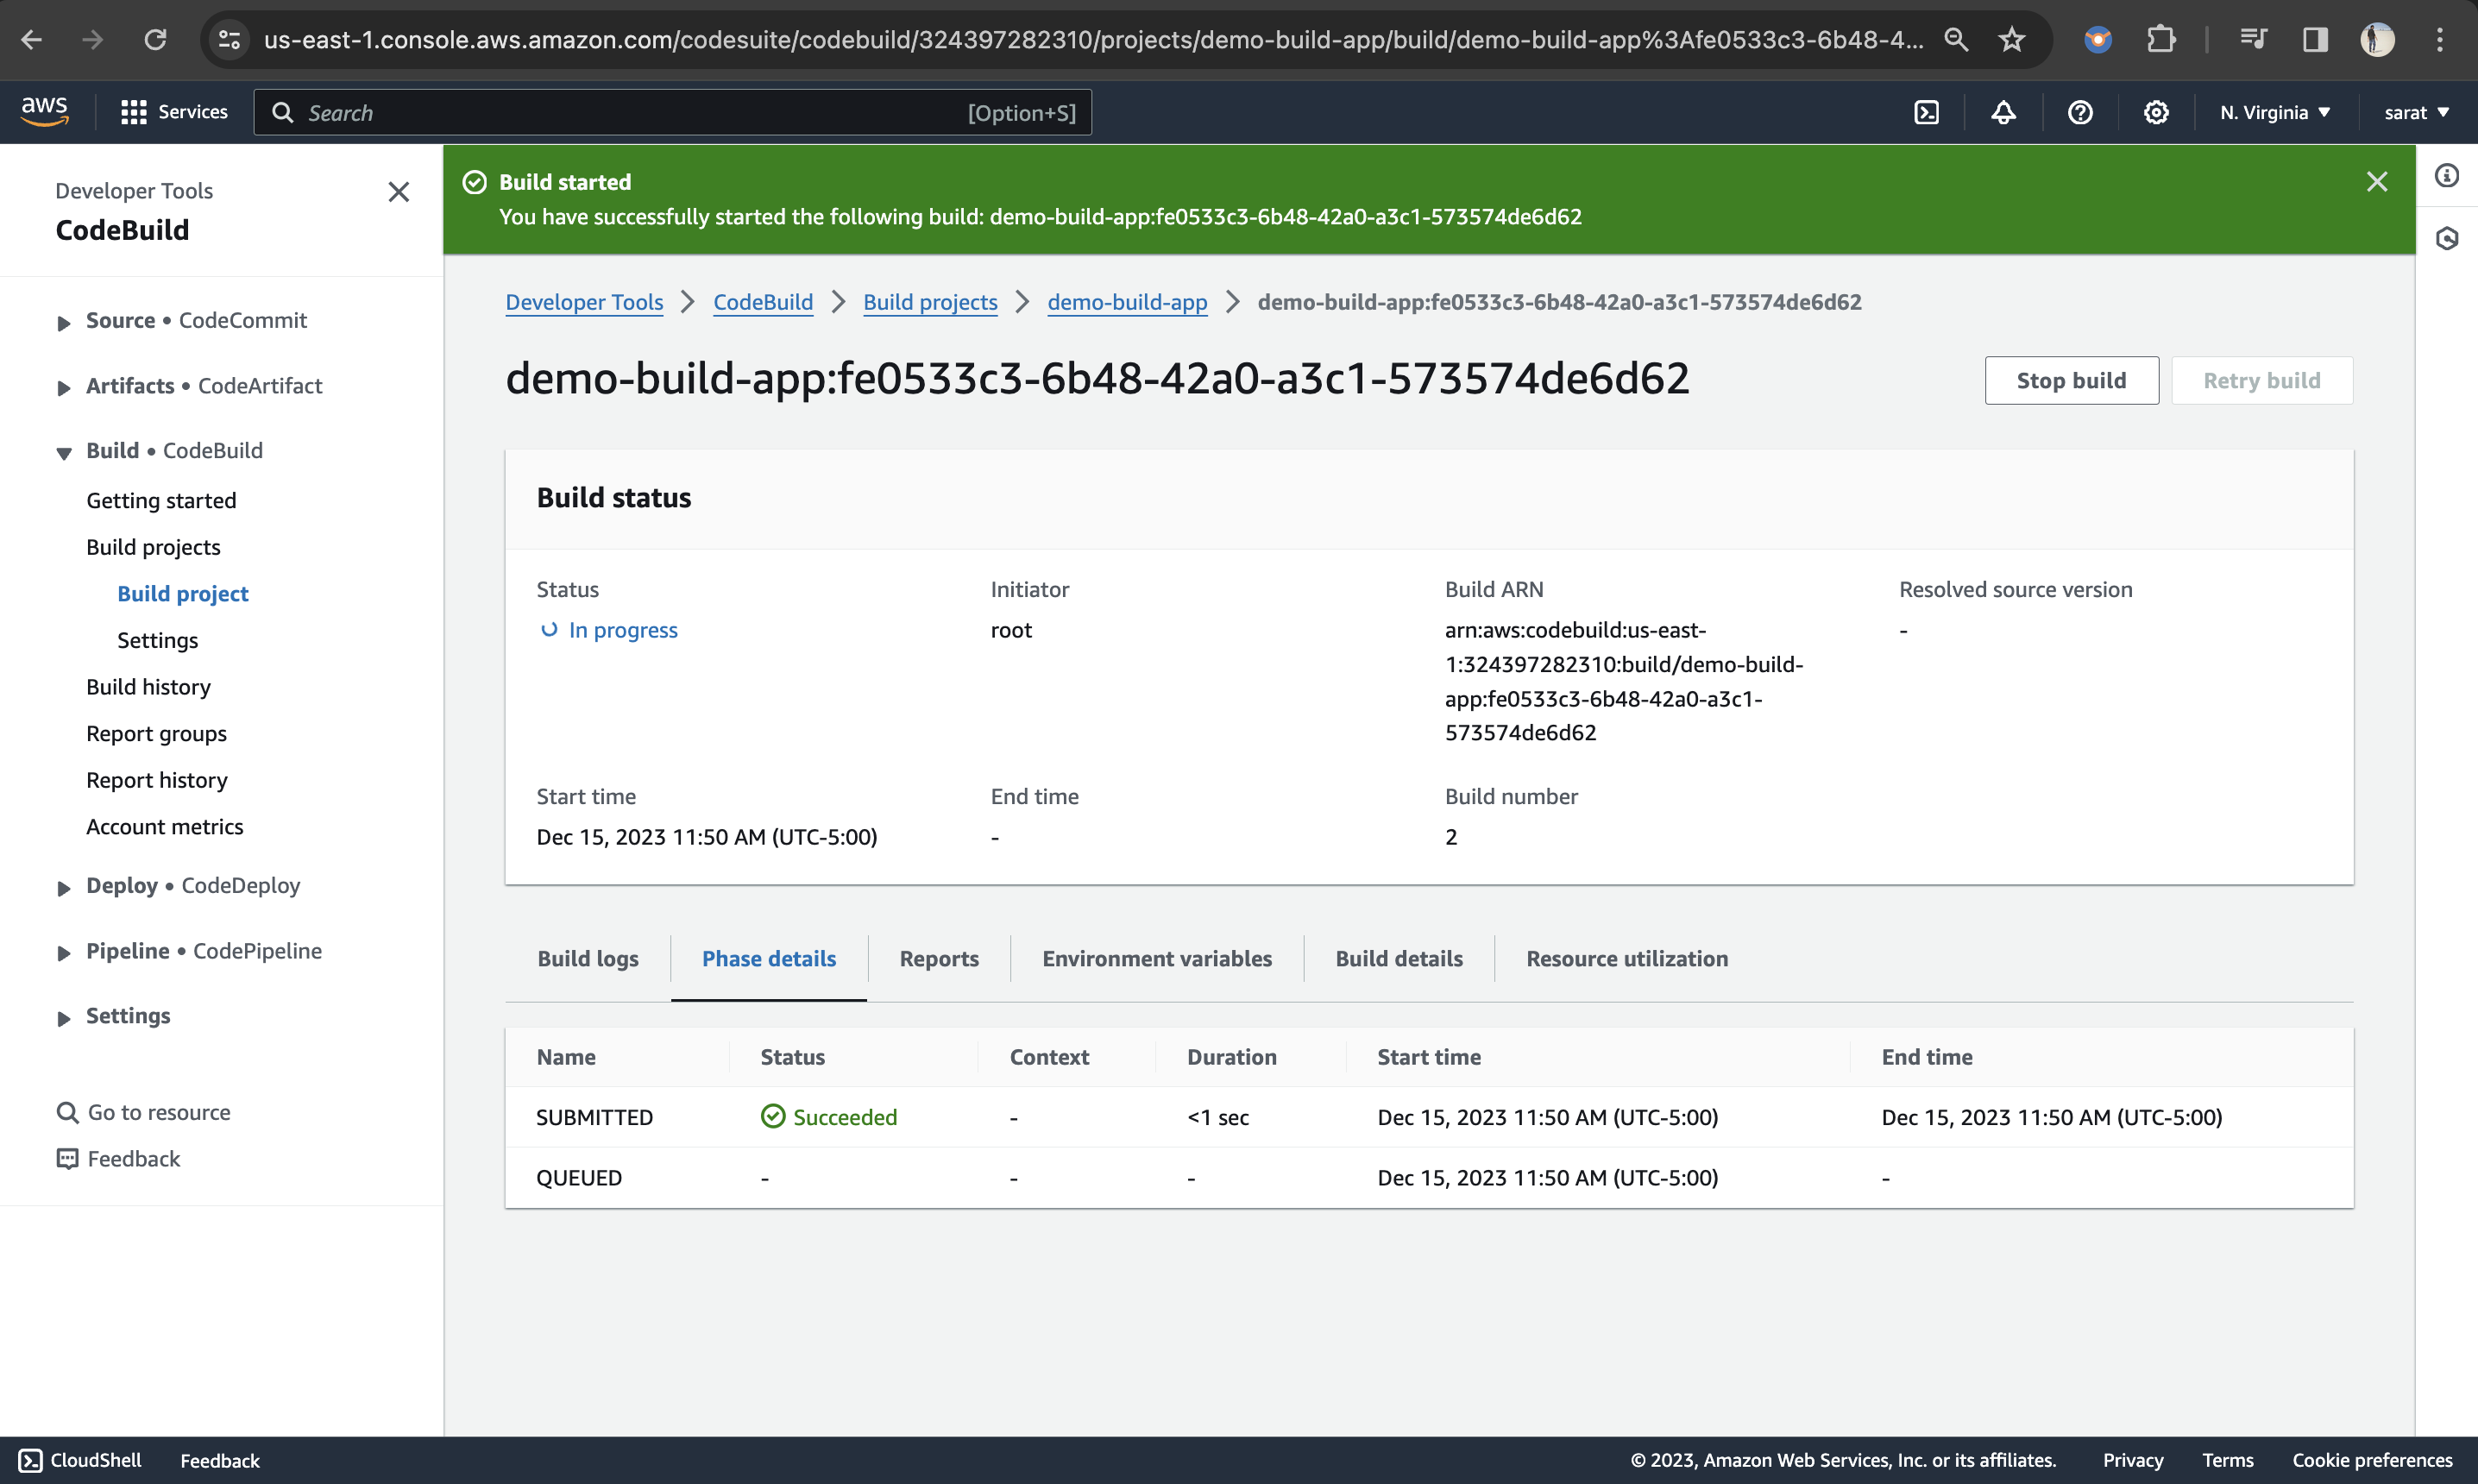 us-east-1.console.aws.amazon.com/codesuite/codebuild/324397282310/projects/demo-build-app/build/demo-build-app%3Afe0533c3-6b48-4...
aws
Services
Search
[Option+S]
N. Virginia
sarat
Developer Tools
CodeBuild
Source • CodeCommit
Artifacts • CodeArtifact
Build • CodeBuild
Getting started
Build projects
Build project
Settings
Build history
Report groups
Report history
Account metrics
Deploy • CodeDeploy
Pipeline • CodePipeline
Settings
Go to resource
Feedback
Build started
You have successfully started the following build: demo-build-app:fe0533c3-6b48-42a0-a3c1-573574de6d62
Developer Tools
CodeBuild
Build projects
demo-build-app
demo-build-app:fe0533c3-6b48-42a0-a3c1-573574de6d62
demo-build-app:fe0533c3-6b48-42a0-a3c1-573574de6d62
Stop build
Retry build
Build status
Status
In progress
Initiator
root
Build ARN
arn:aws:codebuild:us-east-
1:324397282310:build/demo-build-
app:fe0533c3-6b48-42a0-a3c1-
573574de6d62
Resolved source version
-
Start time
Dec 15, 2023 11:50 AM (UTC-5:00)
End time
-
Build number
2
Build logs
Phase details
Reports
Environment variables
Build details
Resource utilization
Name Status Context Duration Start time End time
SUBMITTED Succeeded - <1 sec Dec 15, 2023 11:50 AM (UTC-5:00) Dec 15, 2023 11:50 AM (UTC-5:00)
QUEUED - - - Dec 15, 2023 11:50 AM (UTC-5:00) -
CloudShell
Feedback
© 2023, Amazon Web Services, Inc. or its affiliates.
Privacy
Terms
Cookie preferences